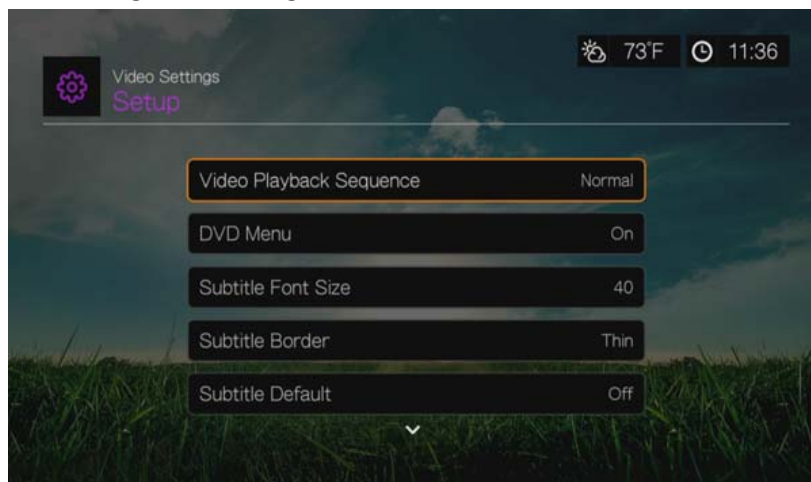 73°F 11:36
Video Settings
Setup
Video Playback Sequence Normal
DVD Menu On
Subtitle Font Size 40
Subtitle Border Thin
Subtitle Default Off